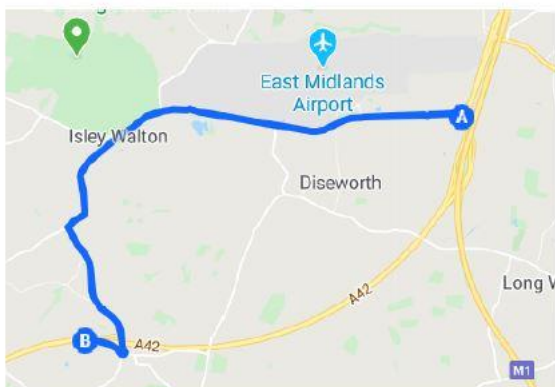 East Midlands
Airport
A
Isley Walton
Diseworth
A42
Long W
B
A42
M1